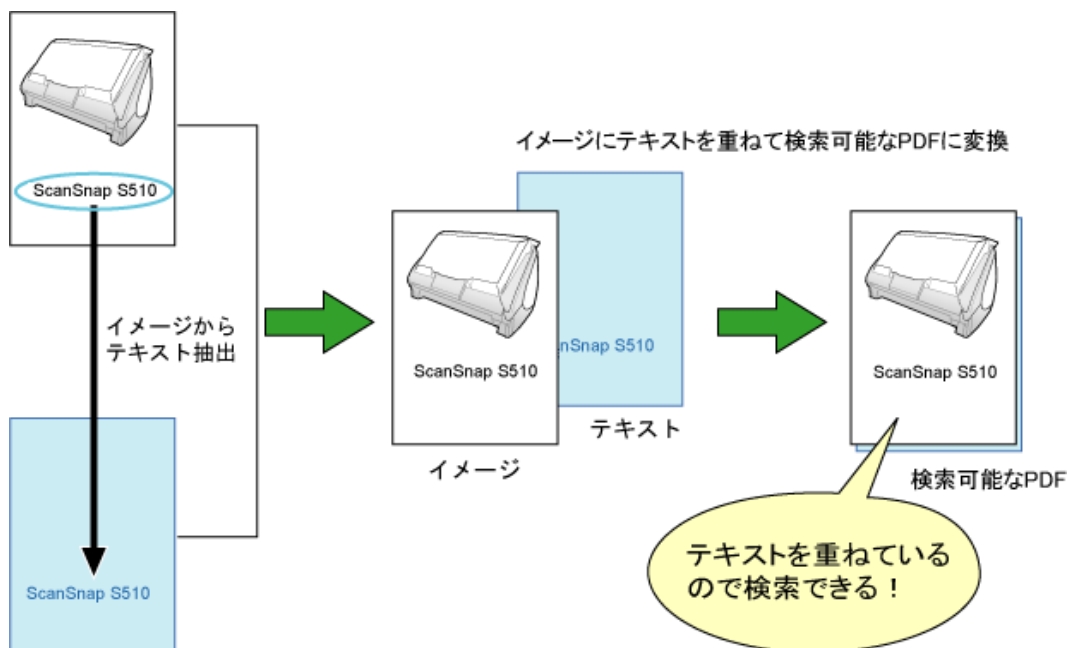 ScanSnap S510
イメージから
テキスト抽出
ScanSnap S510
イメージにテキストを重ねて検索可能なPDFに変換
ScanSnap S510
nSnap S510
イメージ
テキスト
ScanSnap S510
検索可能なPDF
テキストを重ねている
ので検索できる！